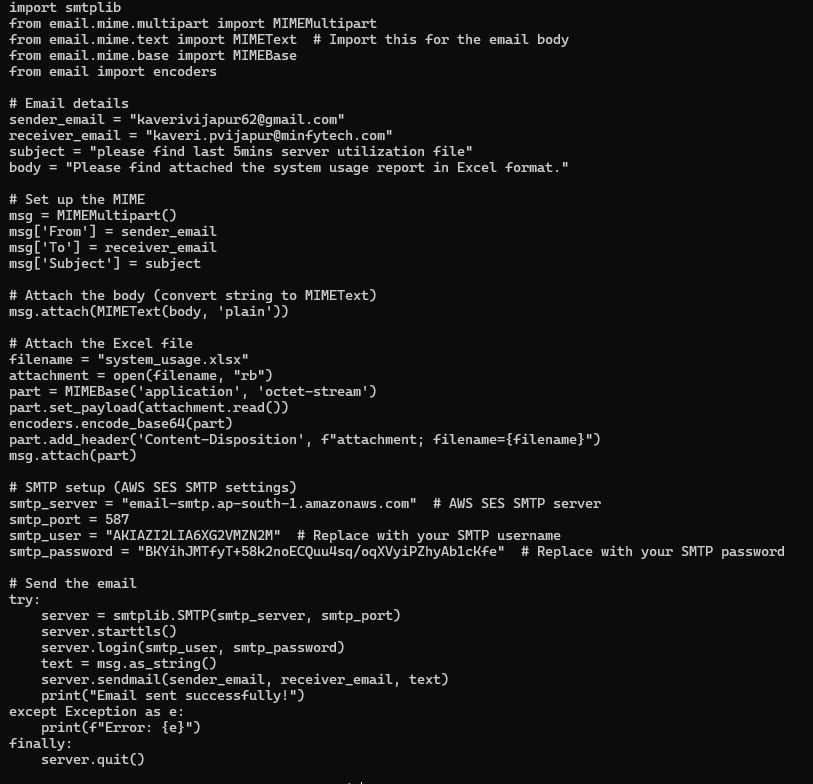 import smtplib
from email.mime.multipart import MIMEMultipart
from email.mime.text import MIMEText  # Import this for the email body
from email.mime.base import MIMEBase
from email import encoders

# Email details
sender_email = "kaverivijapur62@gmail.com"
receiver_email = "kaveri.pvijapur@minfytech.com"
subject = "please find last 5mins server utilization file"
body = "Please find attached the system usage report in Excel format."

# Set up the MIME
msg = MIMEMultipart()
msg['From'] = sender_email
msg['To'] = receiver_email
msg['Subject'] = subject

# Attach the body (convert string to MIMEText)
msg.attach(MIMEText(body, 'plain'))

# Attach the Excel file
filename = "system_usage.xlsx"
attachment = open(filename, "rb")
part = MIMEBase('application', 'octet-stream')
part.set_payload(attachment.read())
encoders.encode_base64(part)
part.add_header('Content-Disposition', f"attachment; filename={filename}")
msg.attach(part)

# SMTP setup (AWS SES SMTP settings)
smtp_server = "email-smtp.ap-south-1.amazonaws.com"  # AWS SES SMTP server
smtp_port = 587
smtp_user = "AKIAZI2LIA6XG2VMZN2M"  # Replace with your SMTP username
smtp_password = "BKYihJMTfyT+58k2noECQuu4sq/oqXVyiPZhyAb1cKfe"  # Replace with your SMTP password

# Send the email
try:
    server = smtplib.SMTP(smtp_server, smtp_port)
    server.starttls()
    server.login(smtp_user, smtp_password)
    text = msg.as_string()
    server.sendmail(sender_email, receiver_email, text)
    print("Email sent successfully!")
except Exception as e:
    print(f"Error: {e}")
finally:
    server.quit()